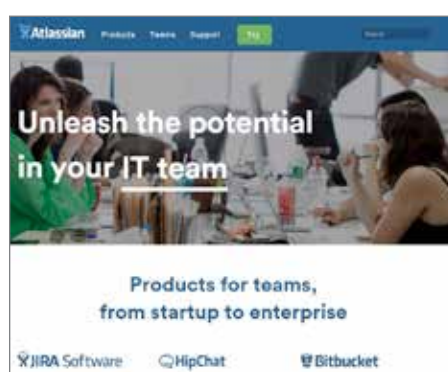 Atlassian Products Teams Support Try
Unleash the potential
in your IT team
Products for teams,
from startup to enterprise
JIRA Software HipChat Bitbucket